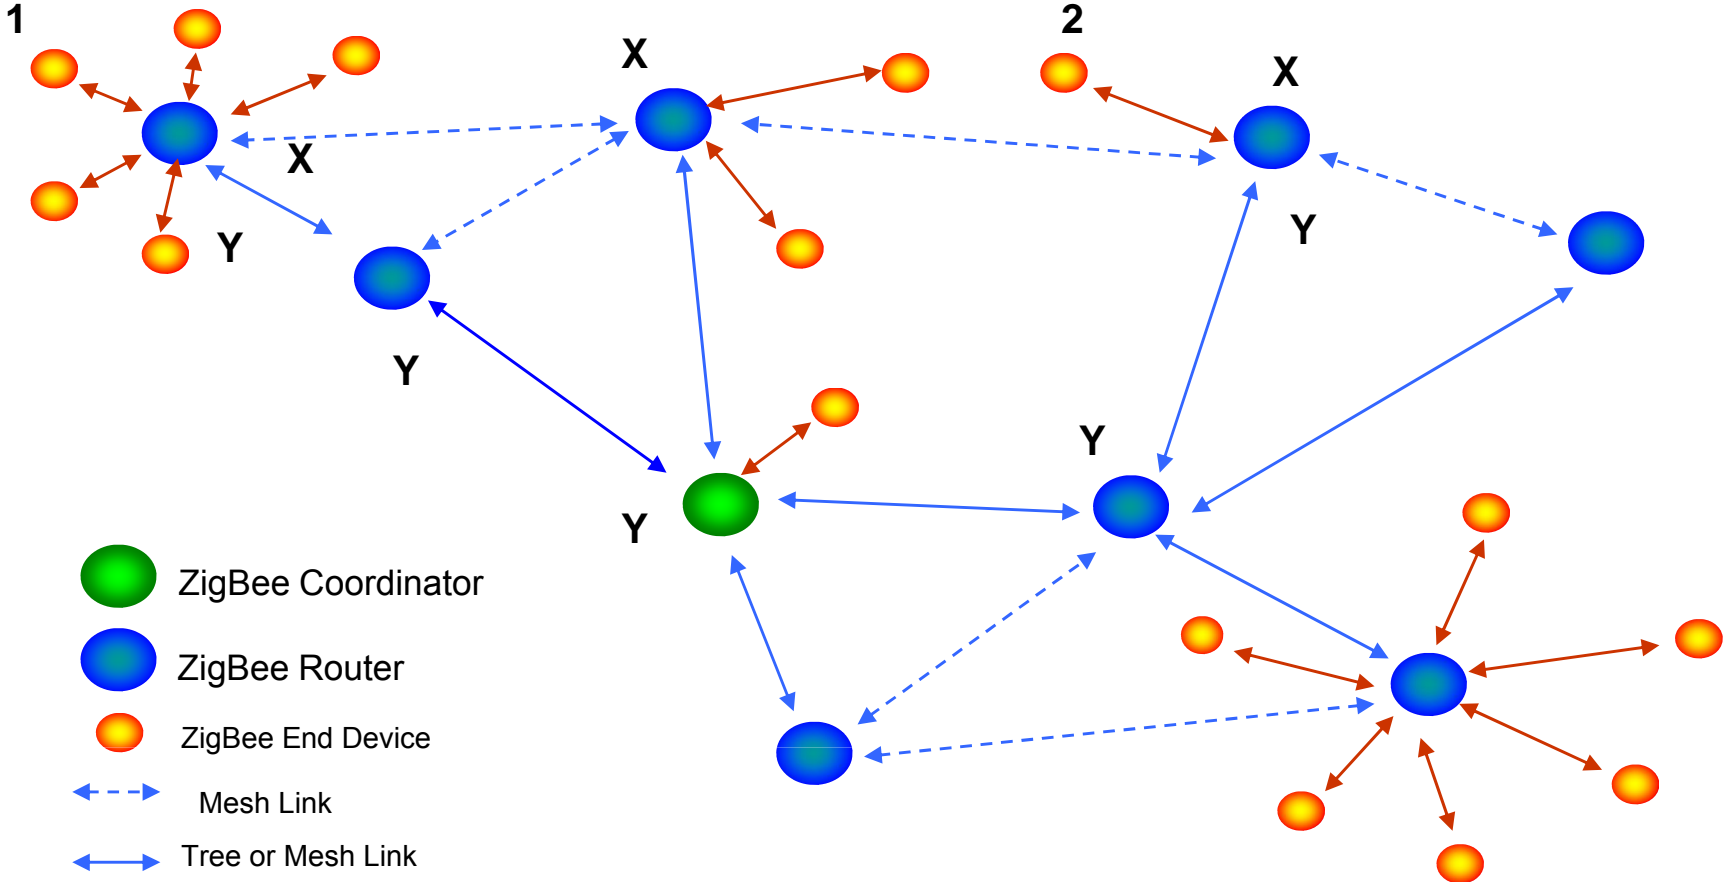 1
2
X
X
X
Y
Y
Y
Y
Y
ZigBee Coordinator
ZigBee Router
ZigBee End Device
Mesh Link
Tree or Mesh Link